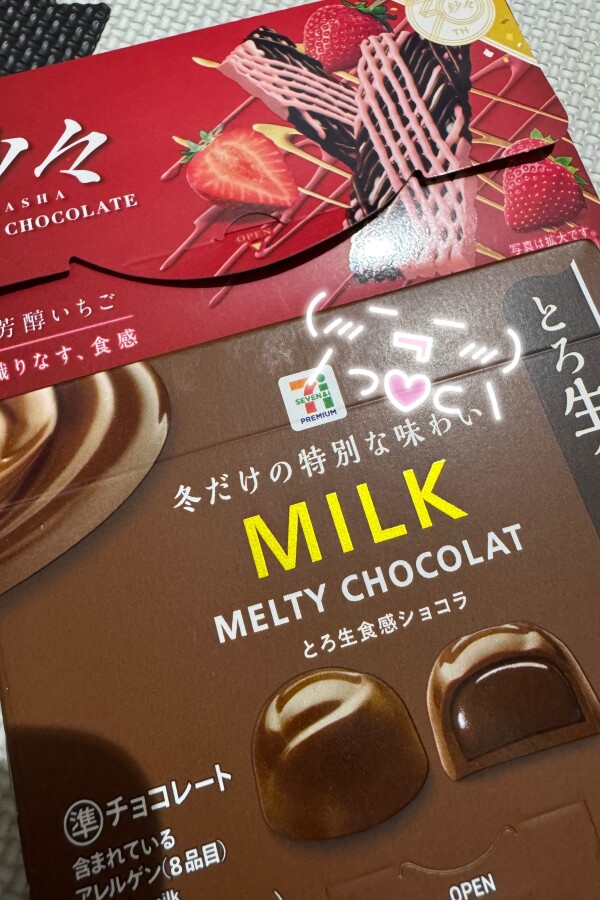 々
ASHA
CHOCOLATE
TH
OPEN
写真は拡大です。
芳醇いちご
織りなす、食感
SEVEN&i
PREMIUM
とろ生
冬だけの特別な味わい
MILK
MELTY CHOCOLAT
とろ生食感ショコラ
準チョコレート
含まれている
アレルゲン(8品目)
milk
OPEN